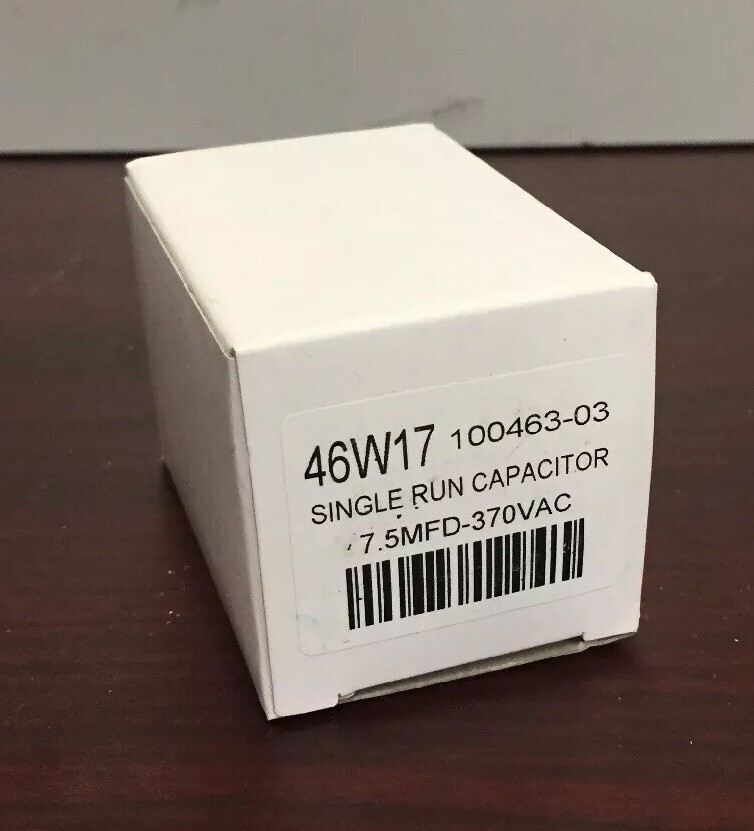 46W17 100463-03
SINGLE RUN CAPACITOR
7.5MFD-370VAC